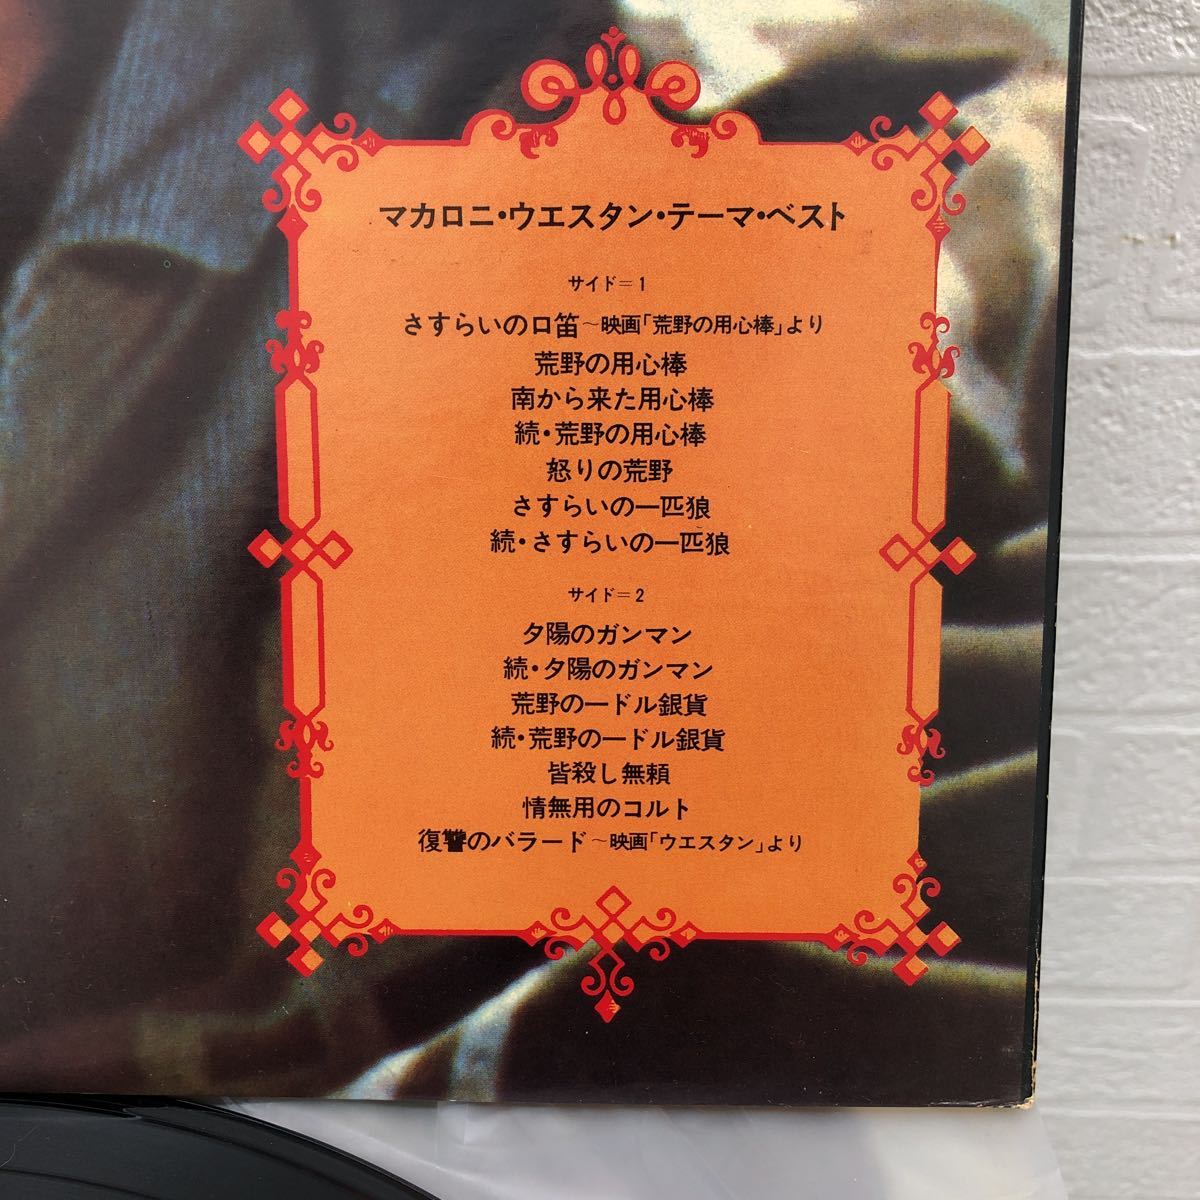 マカロニ・ウエスタン・テーマ・ベスト
サイド=1
さすらいの口笛～映画「荒野の用心棒」より
荒野の用心棒
南から来た用心棒
続・荒野の用心棒
怒りの荒野
さすらいの一匹狼
続・さすらいの一匹狼
サイド=2
夕陽のガンマン
続・夕陽のガンマン
荒野の一ドル銀貨
続・荒野の一ドル銀貨
皆殺し無頼
情無用のコルト
復讐のバラード～映画「ウエスタン」より